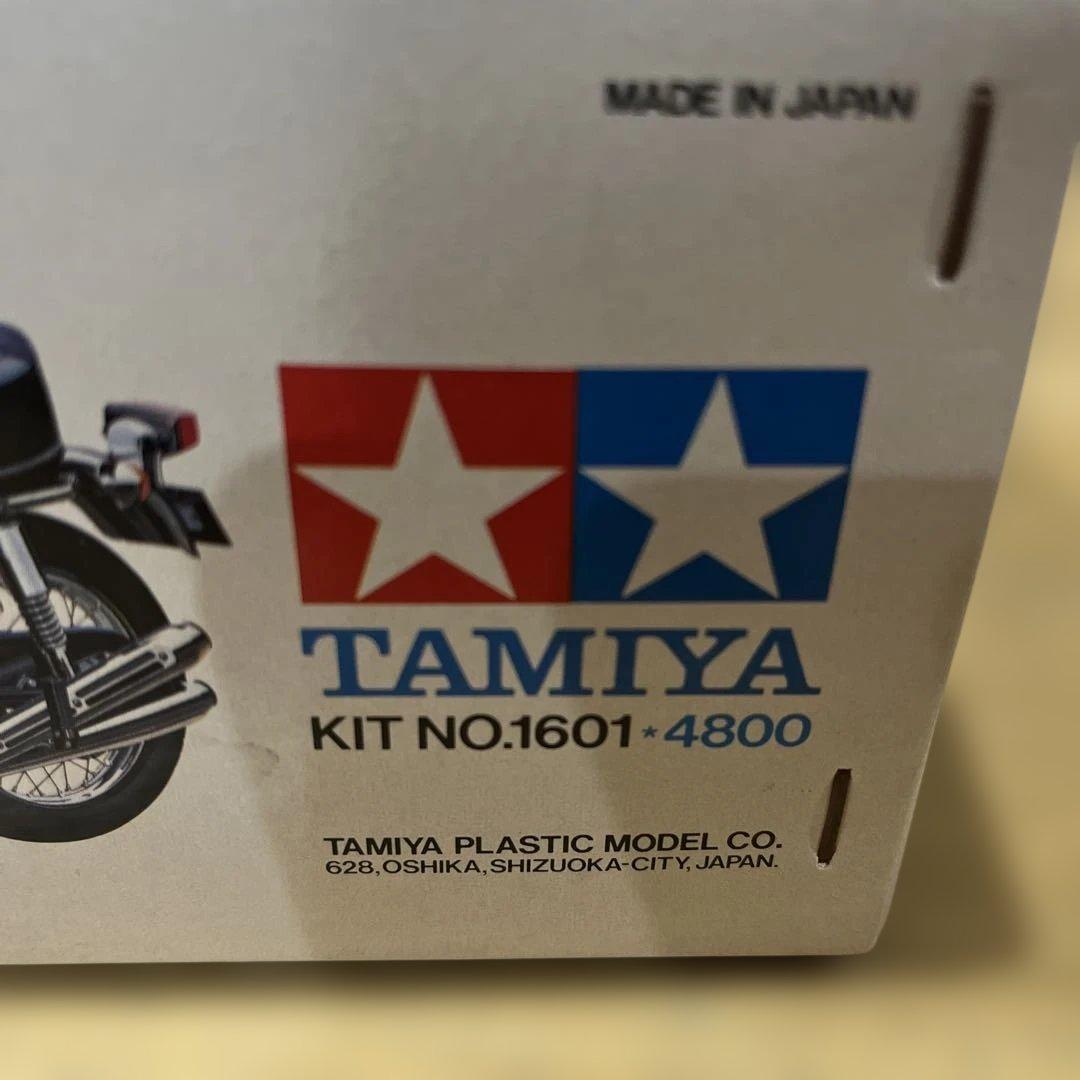 MADE IN JAPAN
TAMIYA
KIT NO.1601*4800
TAMIYA PLASTIC MODEL CO.
628,OSHIKA,SHIZUOKA-CITY,JAPAN.